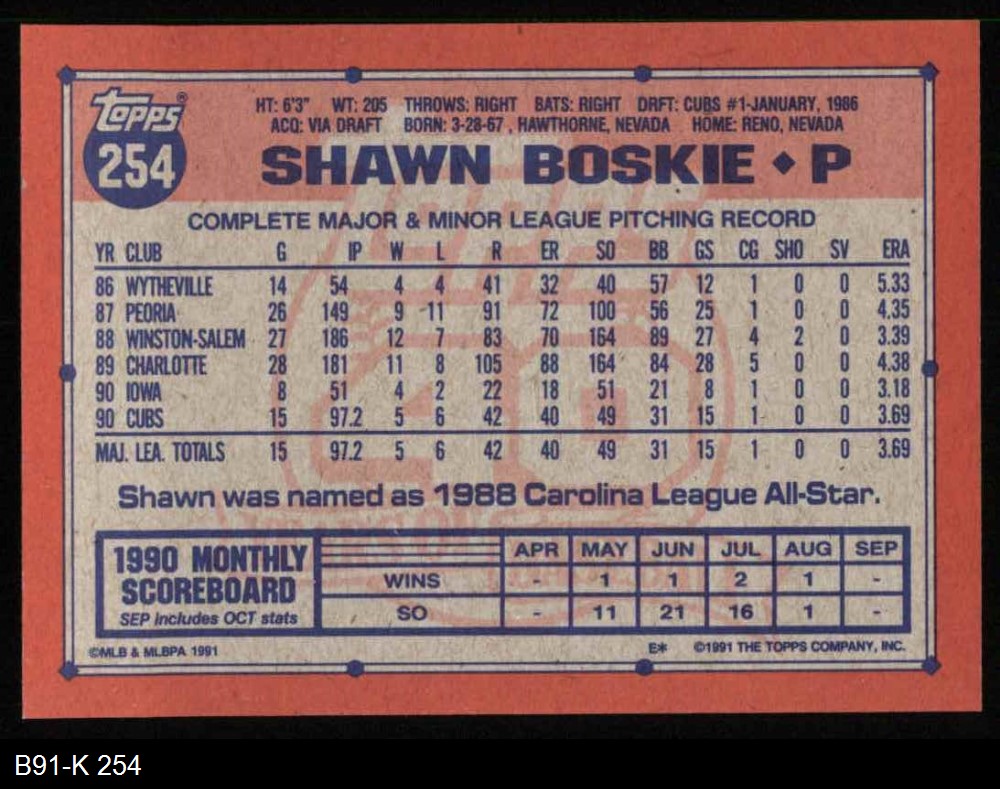 Topps®
254
HT: 6'3" WT: 205 THROWS: RIGHT BATS: RIGHT DRFT: CUBS #1-JANUARY, 1986
ACQ: VIA DRAFT BORN: 3-28-67 , HAWTHORNE, NEVADA HOME: RENO, NEVADA
SHAWN BOSKIE ◆ P
COMPLETE MAJOR & MINOR LEAGUE PITCHING RECORD
YR CLUB G IP W L R ER SO BB GS CG SHO SV ERA
86 WYTHEVILLE 14 54 4 4 41 32 40 57 12 1 0 0 5.33
87 PEORIA 26 149 9 11 91 72 100 56 25 1 0 0 4.35
88 WINSTON-SALEM 27 186 12 7 83 70 164 89 27 4 2 0 3.39
89 CHARLOTTE 28 181 11 8 105 88 164 84 28 5 0 0 4.38
90 IOWA 8 51 4 2 22 18 51 21 8 1 0 0 3.18
90 CUBS 15 97.2 5 6 42 40 49 31 15 1 0 0 3.69
MAJ. LEA. TOTALS 15 97.2 5 6 42 40 49 31 15 1 0 0 3.69
Shawn was named as 1988 Carolina League All-Star.
1990 MONTHLY
SCOREBOARD
SEP includes OCT stats
APR MAY JUN JUL AUG SEP
WINS - 1 1 2 1 -
SO - 11 21 16 1 -
©MLB & MLBPA 1991 E* ©1991 THE TOPPS COMPANY, INC.
B91-K 254